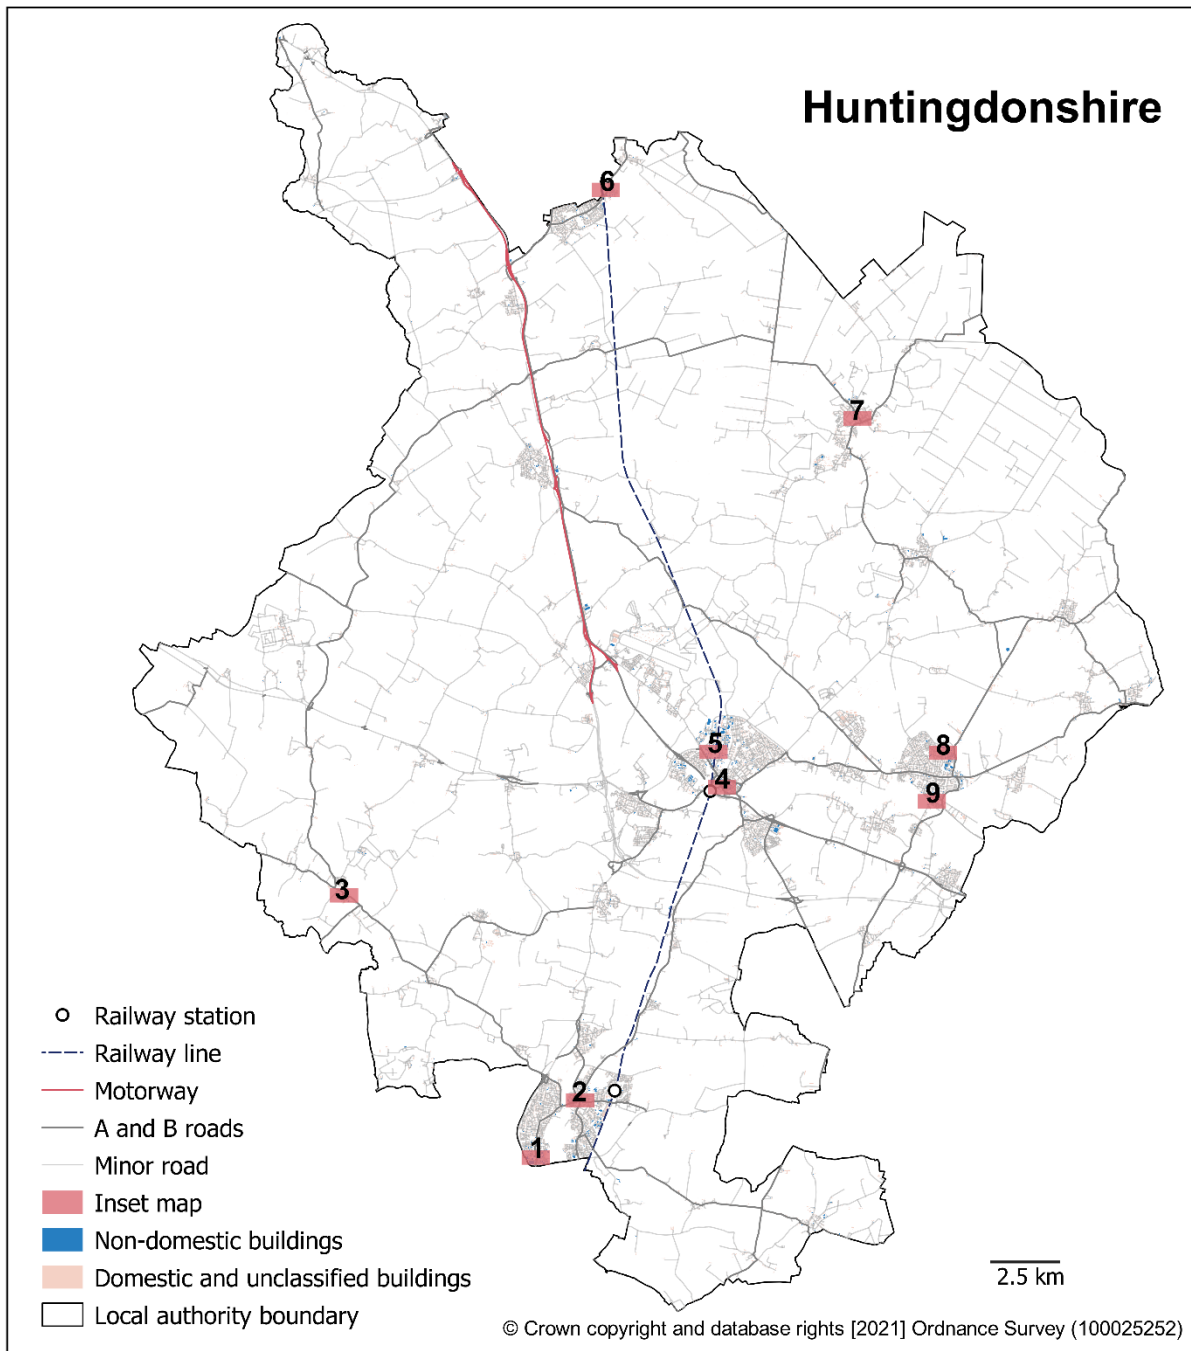 Huntingdonshire
6
7
5
8
4
9
3
2
1
Railway station
Railway line
Motorway
A and B roads
Minor road
Inset map
Non-domestic buildings
Domestic and unclassified buildings
Local authority boundary
2.5 km
© Crown copyright and database rights [2021] Ordnance Survey (100025252)